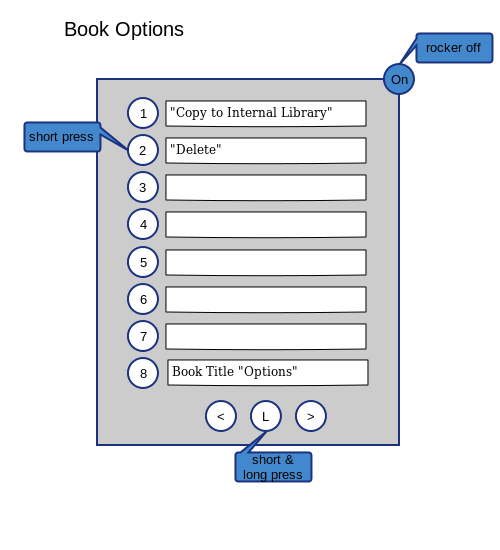 Book Options
rocker off
On
1 "Copy to Internal Library"
short press
2 "Delete"
3
4
5
6
7
8 Book Title "Options"
< L >
short &
long press